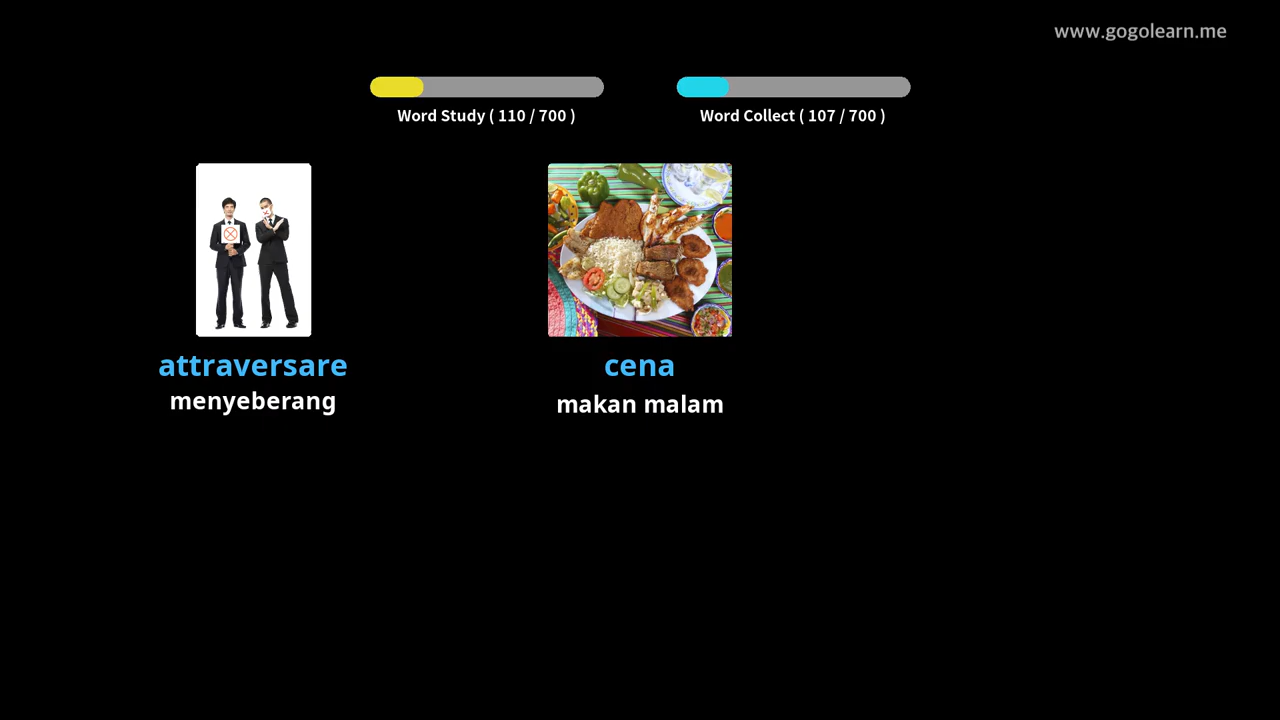 www.gogolearn.me
Word Study ( 110 / 700 )
Word Collect ( 107 / 700 )
attraversare
menyeberang
cena
makan malam